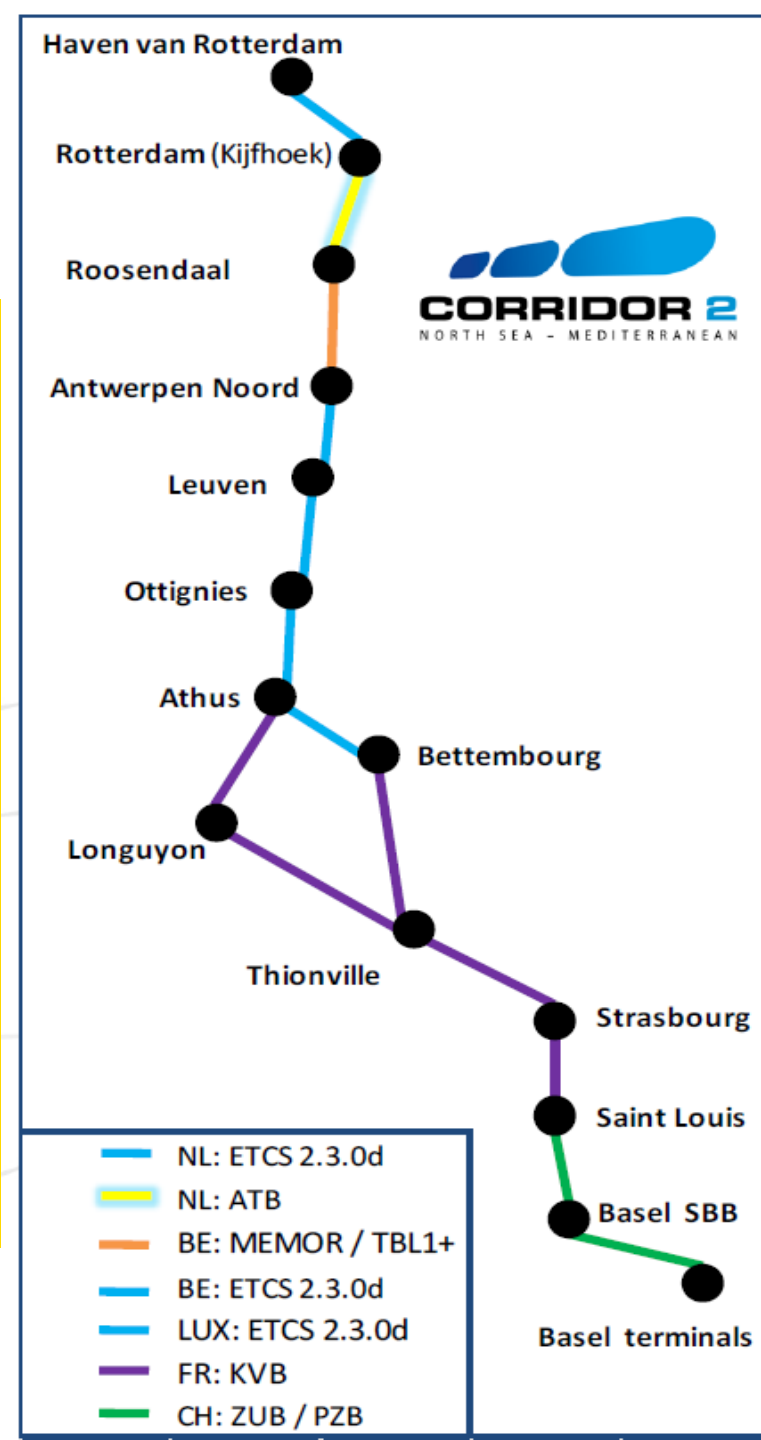 Haven van Rotterdam
Rotterdam (Kijfhoek)
Roosendaal
CORRIDOR 2
NORTH SEA – MEDITERRANEAN
Antwerpen Noord
Leuven
Ottignies
Athus
Bettembourg
Longuyon
Thionville
Strasbourg
Saint Louis
Basel SBB
Basel terminals
NL: ETCS 2.3.0d
NL: ATB
BE: MEMOR / TBL1+
BE: ETCS 2.3.0d
LUX: ETCS 2.3.0d
FR: KVB
CH: ZUB / PZB